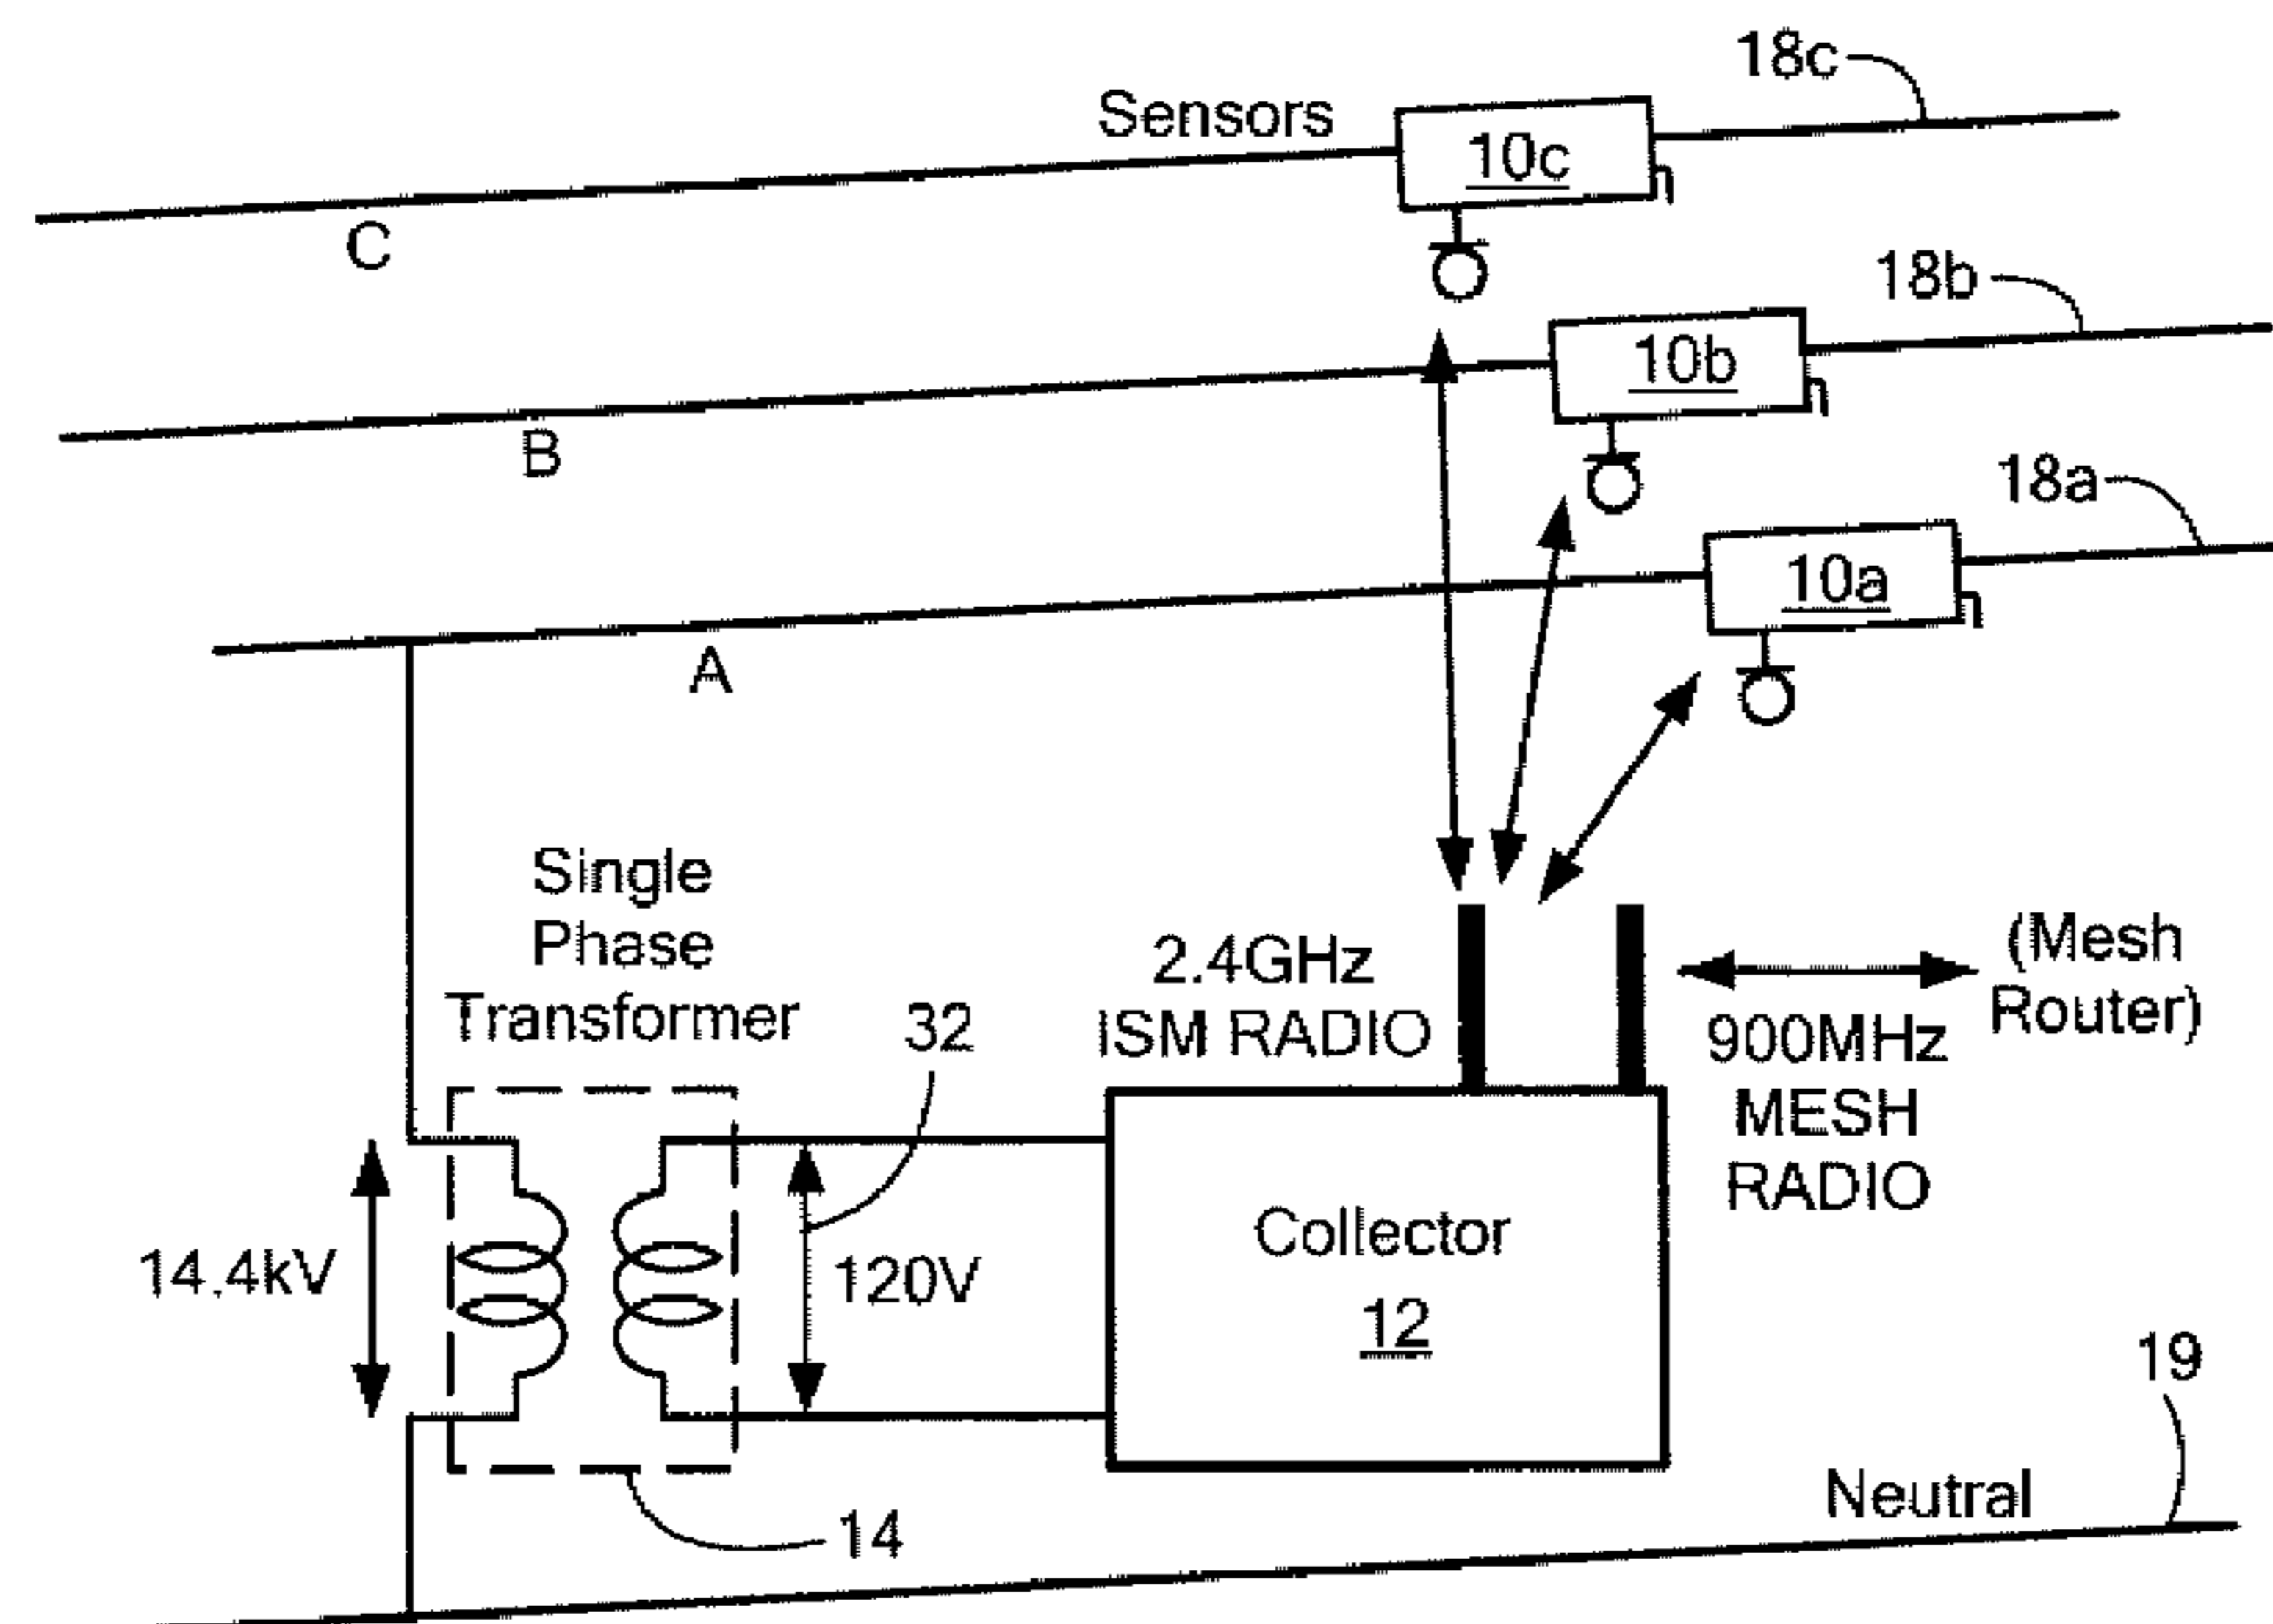 18c
Sensors
10c
C
18b
10b
B
18a
10a
A
Single
Phase
Transformer
32
2.4GHz
ISM RADIO
(Mesh
Router)
900MHz
MESH
RADIO
14.4kV
120V
Collector
12
19
Neutral
14